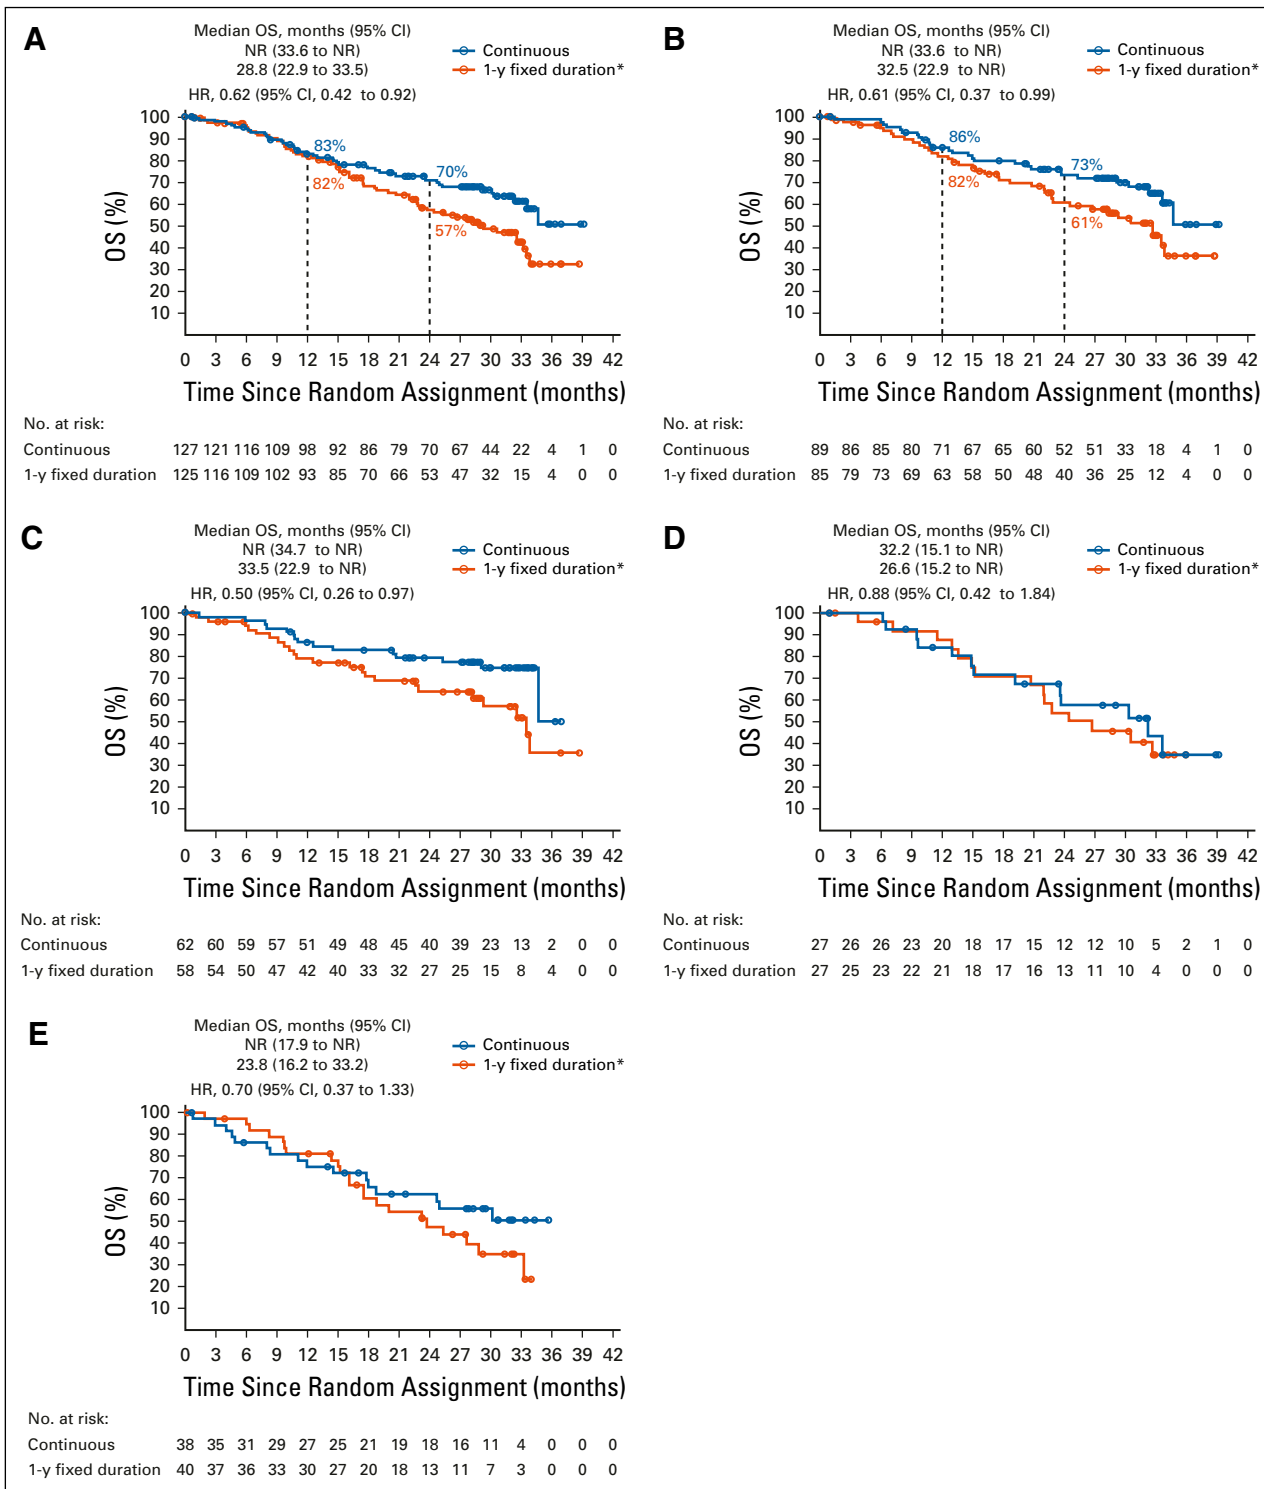 A
Median OS, months (95% CI)
NR (33.6 to NR)
28.8 (22.9 to 33.5)
HR, 0.62 (95% CI, 0.42 to 0.92)
Continuous
1-y fixed duration*
100
90
80
70
60
50
40
30
20
10
OS (%)
83%
82%
70%
57%
0 3 6 9 12 15 18 21 24 27 30 33 36 39 42
Time Since Random Assignment (months)
No. at risk:
Continuous 127 121 116 109 98 92 86 79 70 67 44 22 4 1 0
1-y fixed duration 125 116 109 102 93 85 70 66 53 47 32 15 4 0 0
B
Median OS, months (95% CI)
NR (33.6 to NR)
32.5 (22.9 to NR)
HR, 0.61 (95% CI, 0.37 to 0.99)
Continuous
1-y fixed duration*
100
90
80
70
60
50
40
30
20
10
OS (%)
86%
82%
73%
61%
0 3 6 9 12 15 18 21 24 27 30 33 36 39 42
Time Since Random Assignment (months)
No. at risk:
Continuous 89 86 85 80 71 67 65 60 52 51 33 18 4 1 0
1-y fixed duration 85 79 73 69 63 58 50 48 40 36 25 12 4 0 0
C
Median OS, months (95% CI)
NR (34.7 to NR)
33.5 (22.9 to NR)
HR, 0.50 (95% CI, 0.26 to 0.97)
Continuous
1-y fixed duration*
100
90
80
70
60
50
40
30
20
10
OS (%)
0 3 6 9 12 15 18 21 24 27 30 33 36 39 42
Time Since Random Assignment (months)
No. at risk:
Continuous 62 60 59 57 51 49 48 45 40 39 23 13 2 0 0
1-y fixed duration 58 54 50 47 42 40 33 32 27 25 15 8 4 0 0
D
Median OS, months (95% CI)
32.2 (15.1 to NR)
26.6 (15.2 to NR)
HR, 0.88 (95% CI, 0.42 to 1.84)
Continuous
1-y fixed duration*
100
90
80
70
60
50
40
30
20
10
OS (%)
0 3 6 9 12 15 18 21 24 27 30 33 36 39 42
Time Since Random Assignment (months)
No. at risk:
Continuous 27 26 26 23 20 18 17 15 12 12 10 5 2 1 0
1-y fixed duration 27 25 23 22 21 18 17 16 13 11 10 4 0 0 0
E
Median OS, months (95% CI)
NR (17.9 to NR)
23.8 (16.2 to 33.2)
HR, 0.70 (95% CI, 0.37 to 1.33)
Continuous
1-y fixed duration*
100
90
80
70
60
50
40
30
20
10
OS (%)
0 3 6 9 12 15 18 21 24 27 30 33 36 39 42
Time Since Random Assignment (months)
No. at risk:
Continuous 38 35 31 29 27 25 21 19 18 16 11 4 0 0 0
1-y fixed duration 40 37 36 33 30 27 20 18 13 11 7 3 0 0 0